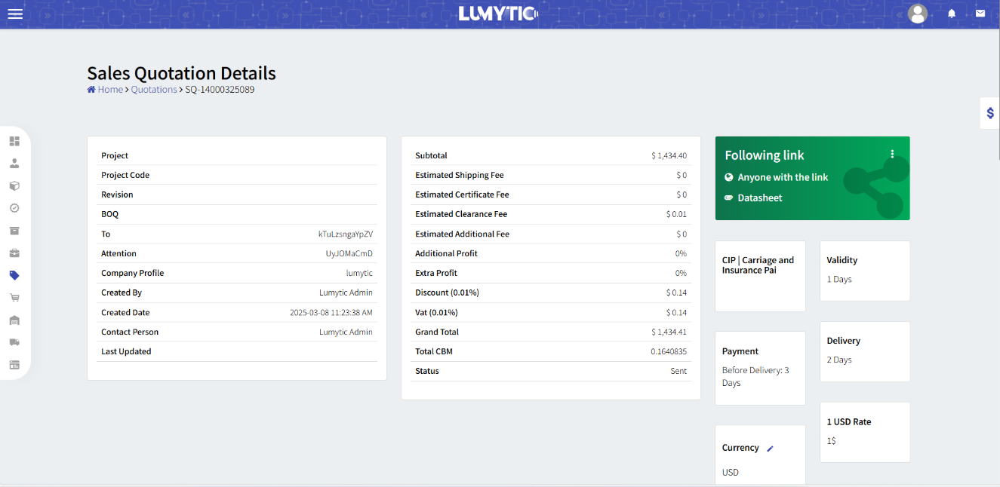 LUMYTIC
Sales Quotation Details
Home > Quotations > SQ-14000325089
$
Project
Project Code
Revision
BOQ
To kTuLzsngaYpZV
Attention UyJOMaCmD
Company Profile lumytic
Created By Lumytic Admin
Created Date 2025-03-08 11:23:38 AM
Contact Person Lumytic Admin
Last Updated
Subtotal $ 1,434.40
Estimated Shipping Fee $ 0
Estimated Certificate Fee $ 0
Estimated Clearance Fee $ 0.01
Estimated Additional Fee $ 0
Additional Profit 0%
Extra Profit 0%
Discount (0.01%) $ 0.14
Vat (0.01%) $ 0.14
Grand Total $ 1,434.41
Total CBM 0.1640835
Status Sent
Following link
Anyone with the link
Datasheet
CIP | Carriage and
Insurance Pai
Validity
1 Days
Payment
Before Delivery: 3
Days
Delivery
2 Days
1 USD Rate
1$
Currency
USD